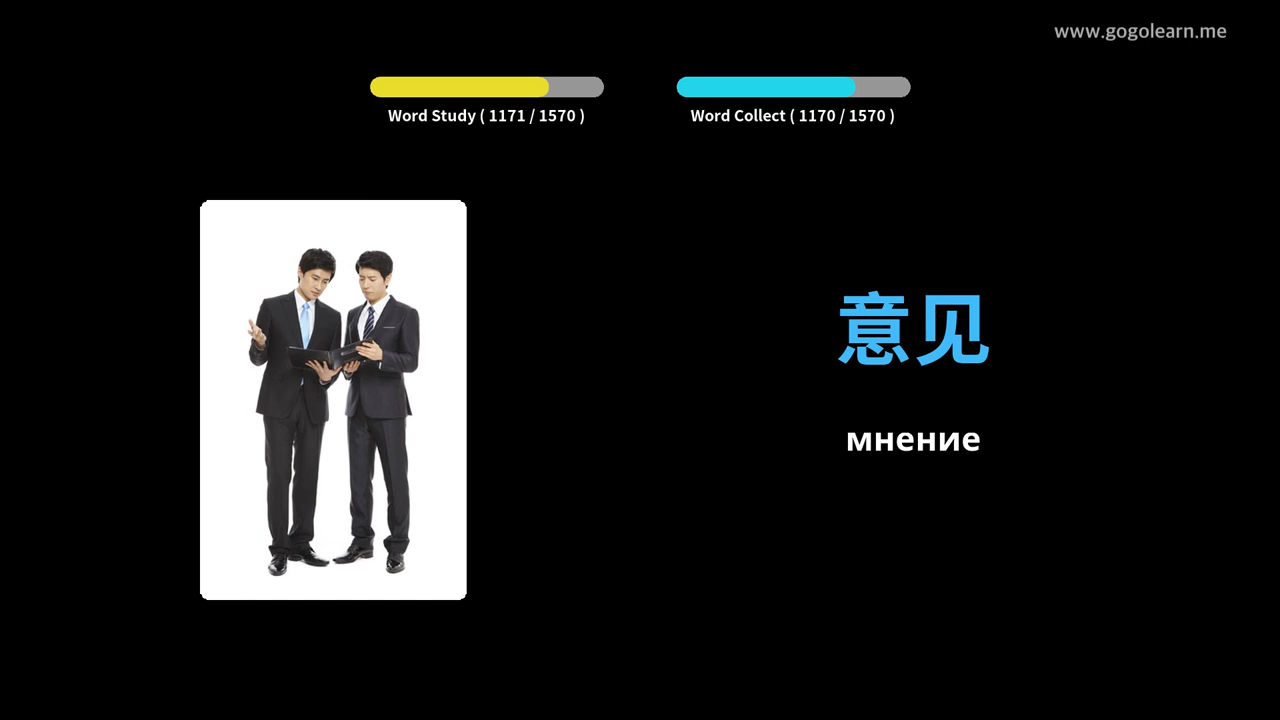 www.gogolearn.me
Word Study ( 1171 / 1570 )
Word Collect ( 1170 / 1570 )
意见
мнение